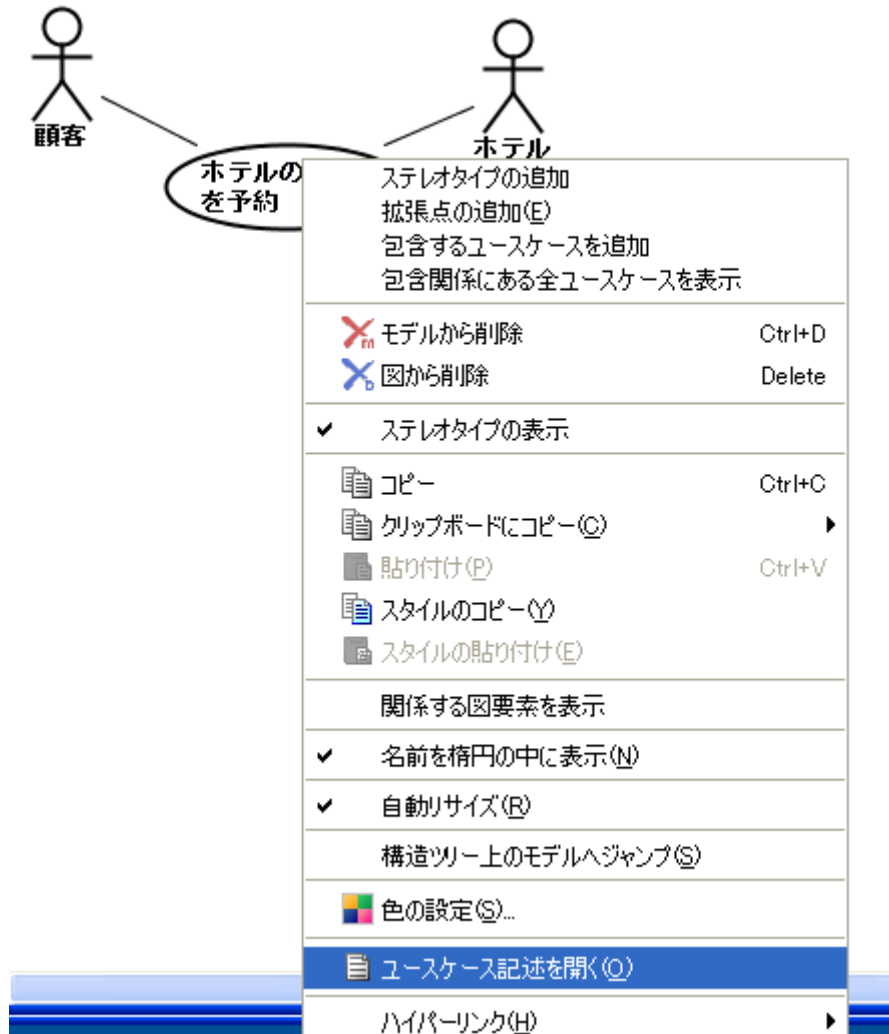 顧客
ホテル
ホテルの
を予約
ステレオタイプの追加
拡張点の追加(E)
包含するユースケースを追加
包含関係にある全ユースケースを表示
モデルから削除 Ctrl+D
図から削除 Delete
ステレオタイプの表示
コピー Ctrl+C
クリップボードにコピー(C)
貼り付け(P) Ctrl+V
スタイルのコピー(Y)
スタイルの貼り付け(E)
関係する図要素を表示
名前を楕円の中に表示(N)
自動リサイズ(R)
構造ツリー上のモデルへジャンプ(S)
色の設定(S)...
ユースケース記述を開く(O)
ハイパーリンク(H)